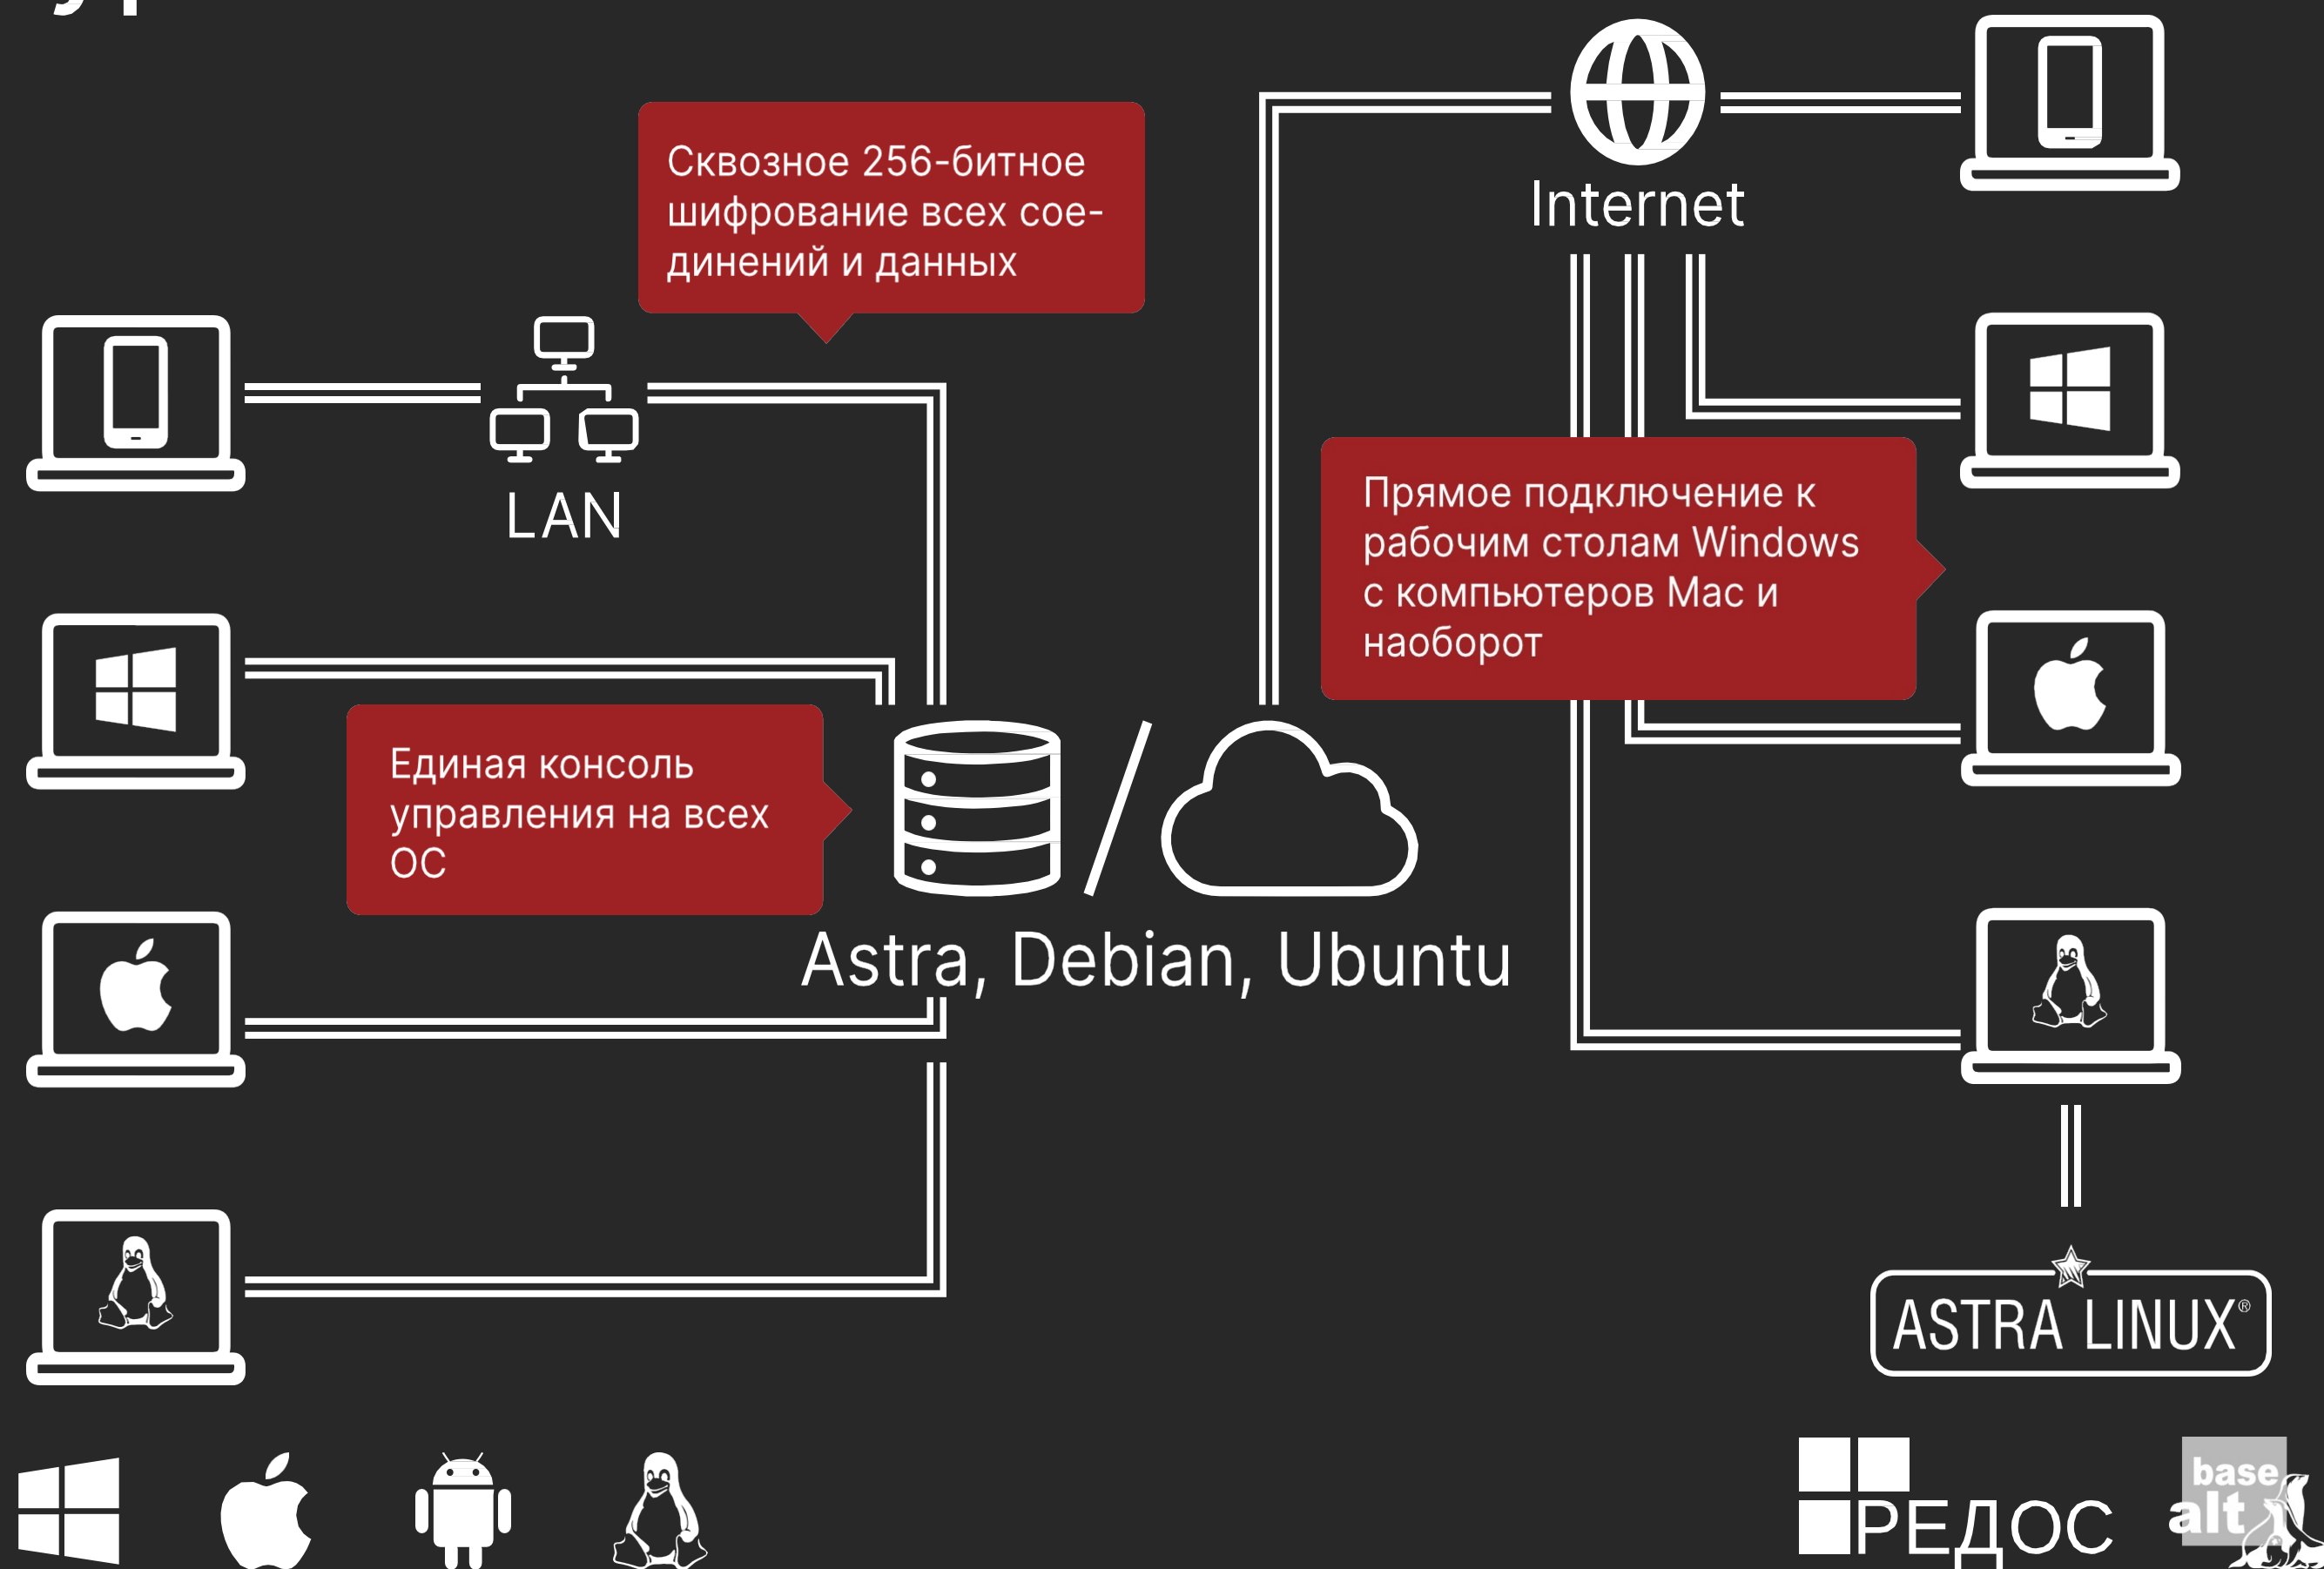 Сквозное 256-битное
шифрование всех сое-
динений и данных
Internet
LAN
Прямое подключение к
рабочим столам Windows
с компьютеров Mac и
наоборот
Единая консоль
управления на всех
ОС
Astra, Debian, Ubuntu
ASTRA LINUX®
РЕДОС
base
alt